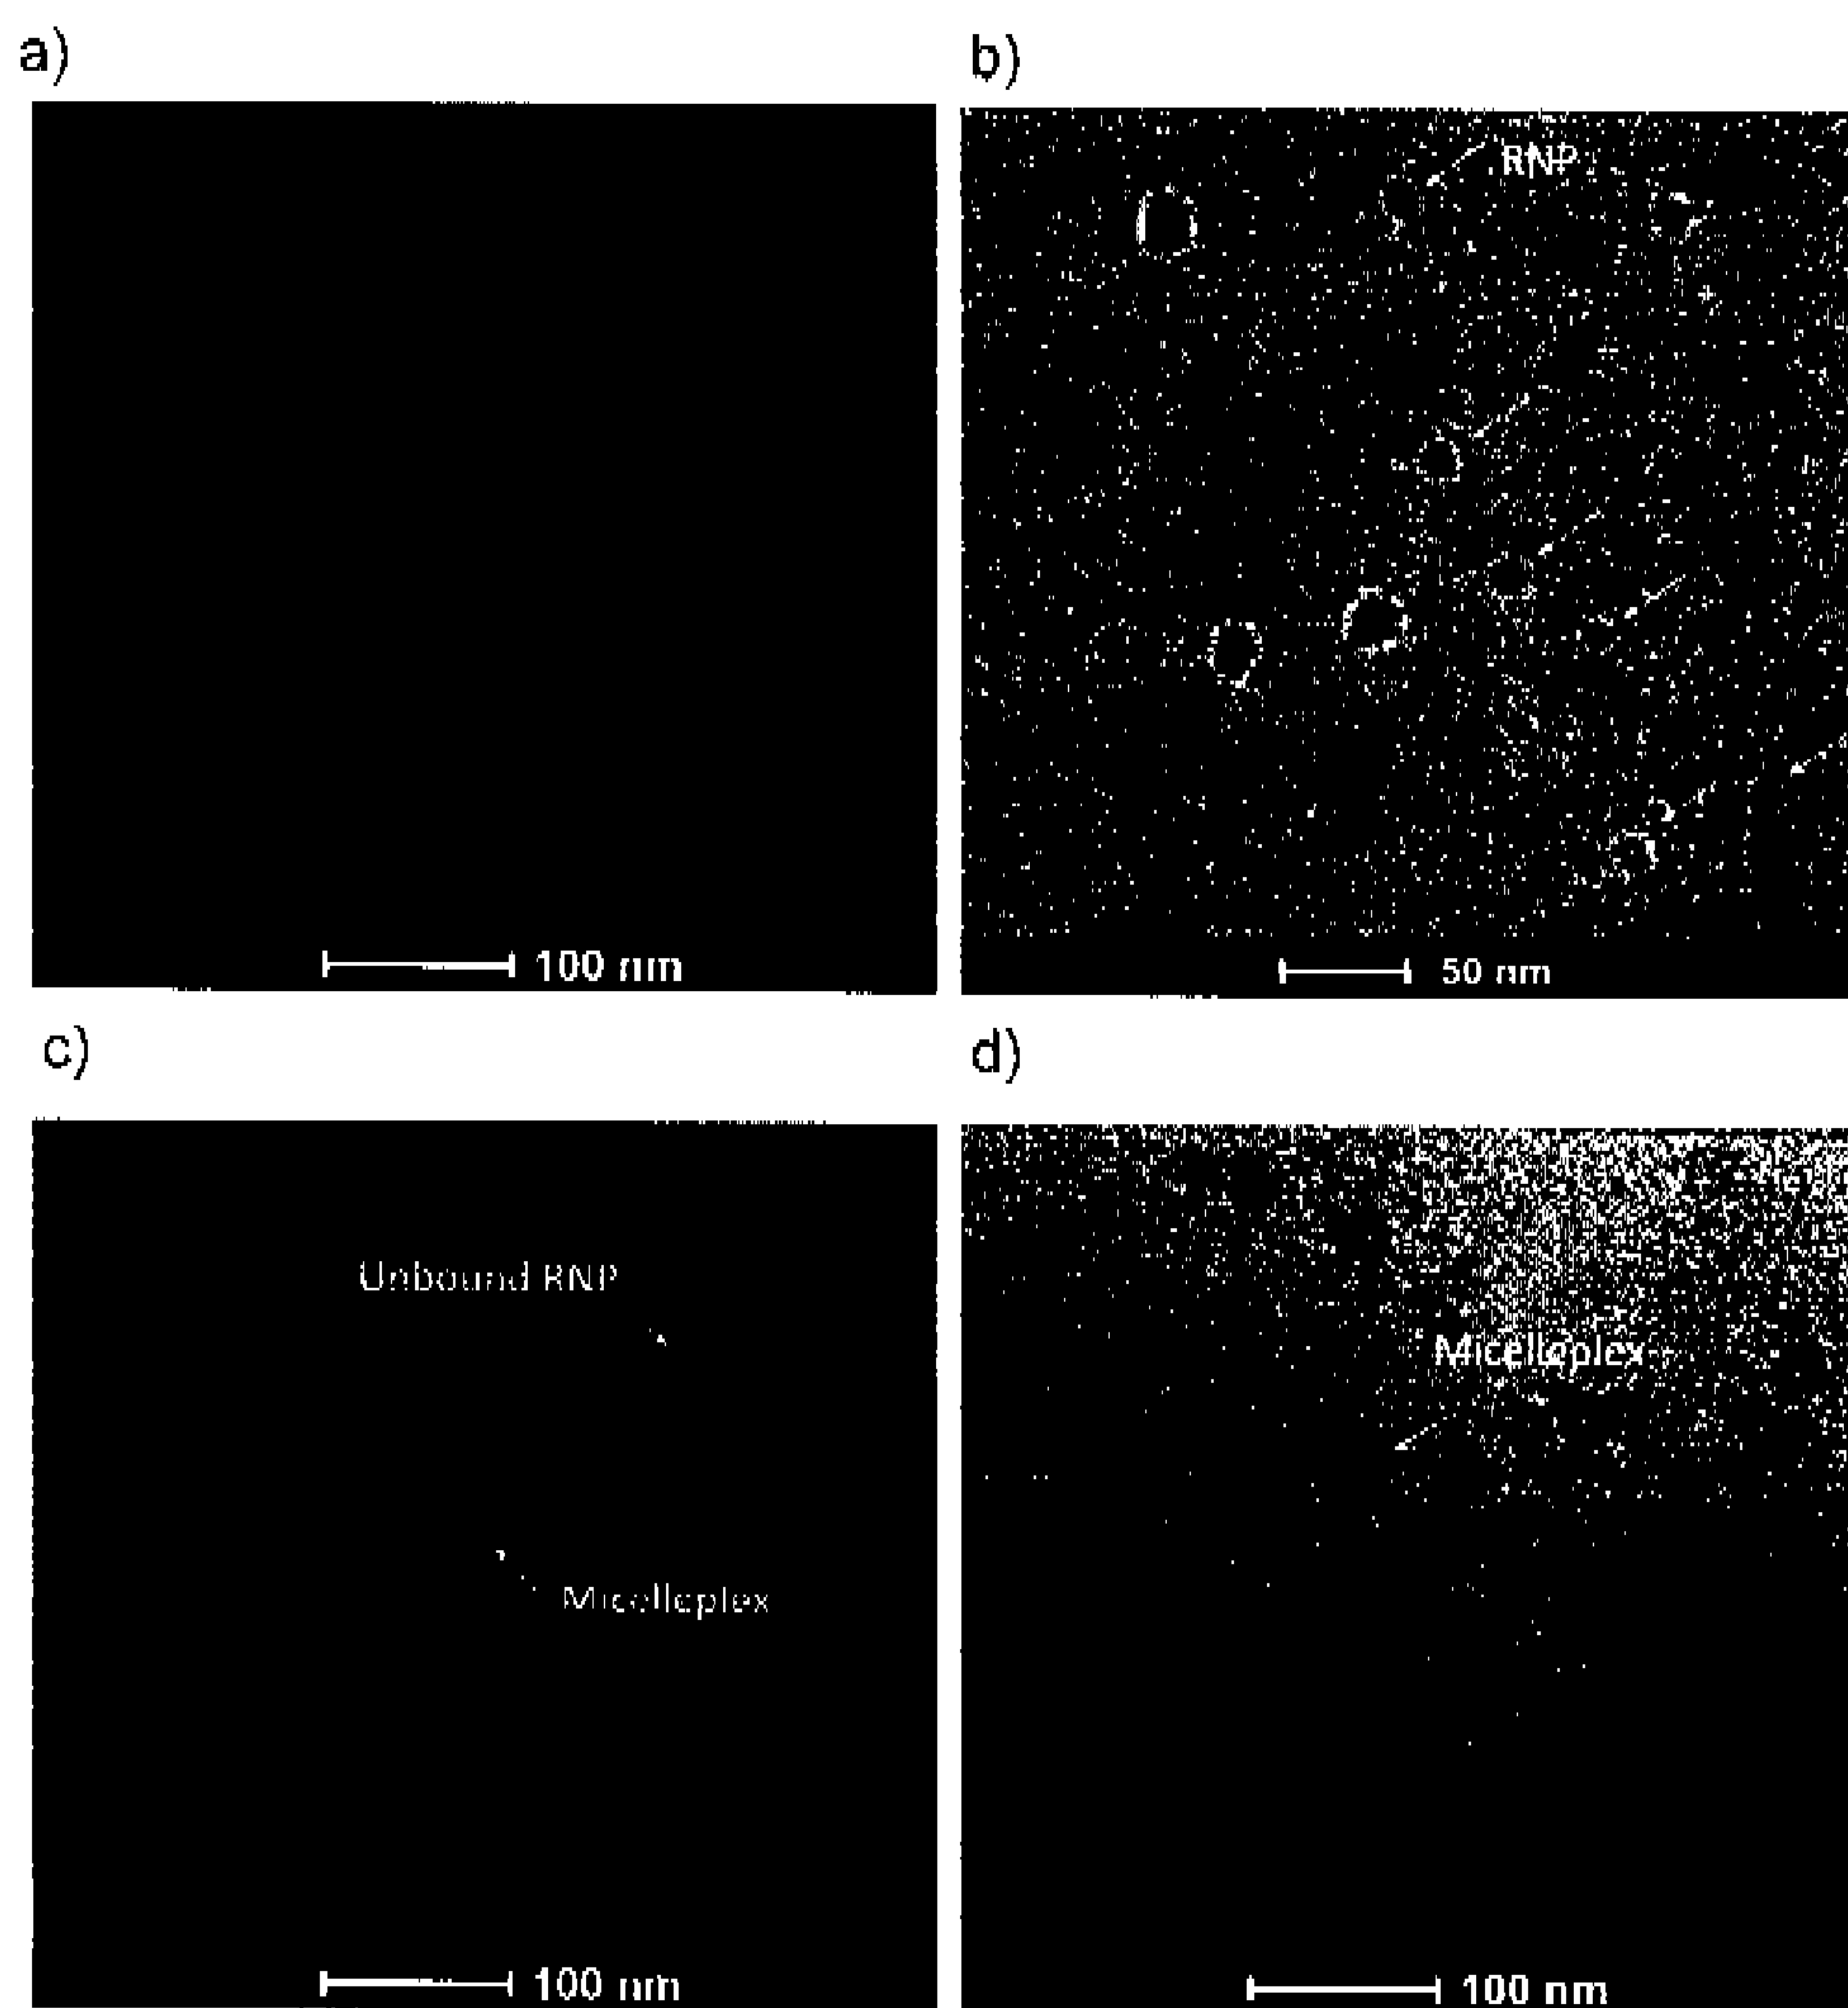 a)
b)
RNP
100 nm
50 nm
c)
d)
Unbound RNP
Micelleplex
Micelleplex
100 nm
100 nm